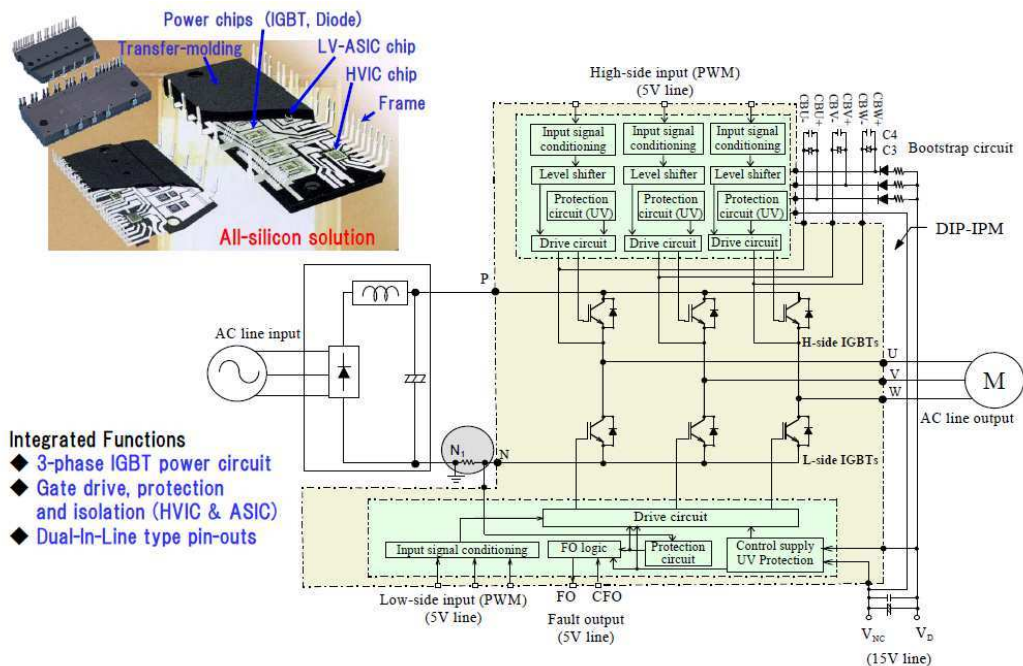 Power chips (IGBT, Diode)
Transfer-molding
LV-ASIC chip
HVIC chip
Frame
All-silicon solution
High-side input (PWM)
(5V line)
CBU-
CBU+
CBV-
CBV+
CBW-
CBW+
C4
C3
Bootstrap circuit
Input signal
conditioning
Input signal
conditioning
Input signal
conditioning
Level shifter
Level shifter
Level shifter
Protection
circuit (UV)
Protection
circuit (UV)
Protection
circuit (UV)
Drive circuit
Drive circuit
Drive circuit
DIP-IPM
P
AC line input
H-side IGBTs
U
V
W
M
AC line output
N1
N
L-side IGBTs
Integrated Functions
◆ 3-phase IGBT power circuit
◆ Gate drive, protection
and isolation (HVIC & ASIC)
◆ Dual-In-Line type pin-outs
Drive circuit
Input signal conditioning
FO logic
Protection
circuit
Control supply
UV Protection
Low-side input (PWM)
(5V line)
FO
CFO
Fault output
(5V line)
VNC
VD
(15V line)